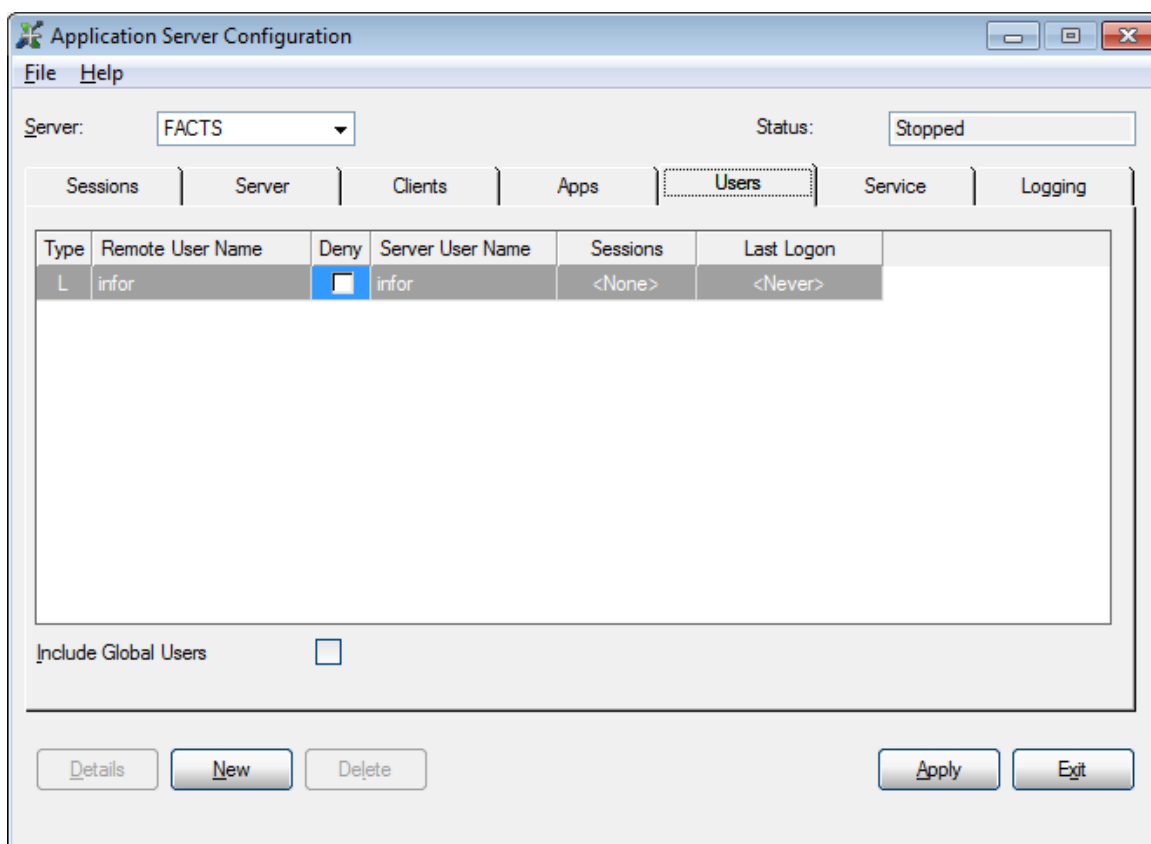 Application Server Configuration
File Help
Server: FACTS Status: Stopped
Sessions Server Clients Apps Users Service Logging
Type Remote User Name Deny Server User Name Sessions Last Logon
L infor infor <None> <Never>
Include Global Users
Details New Delete Apply Exit